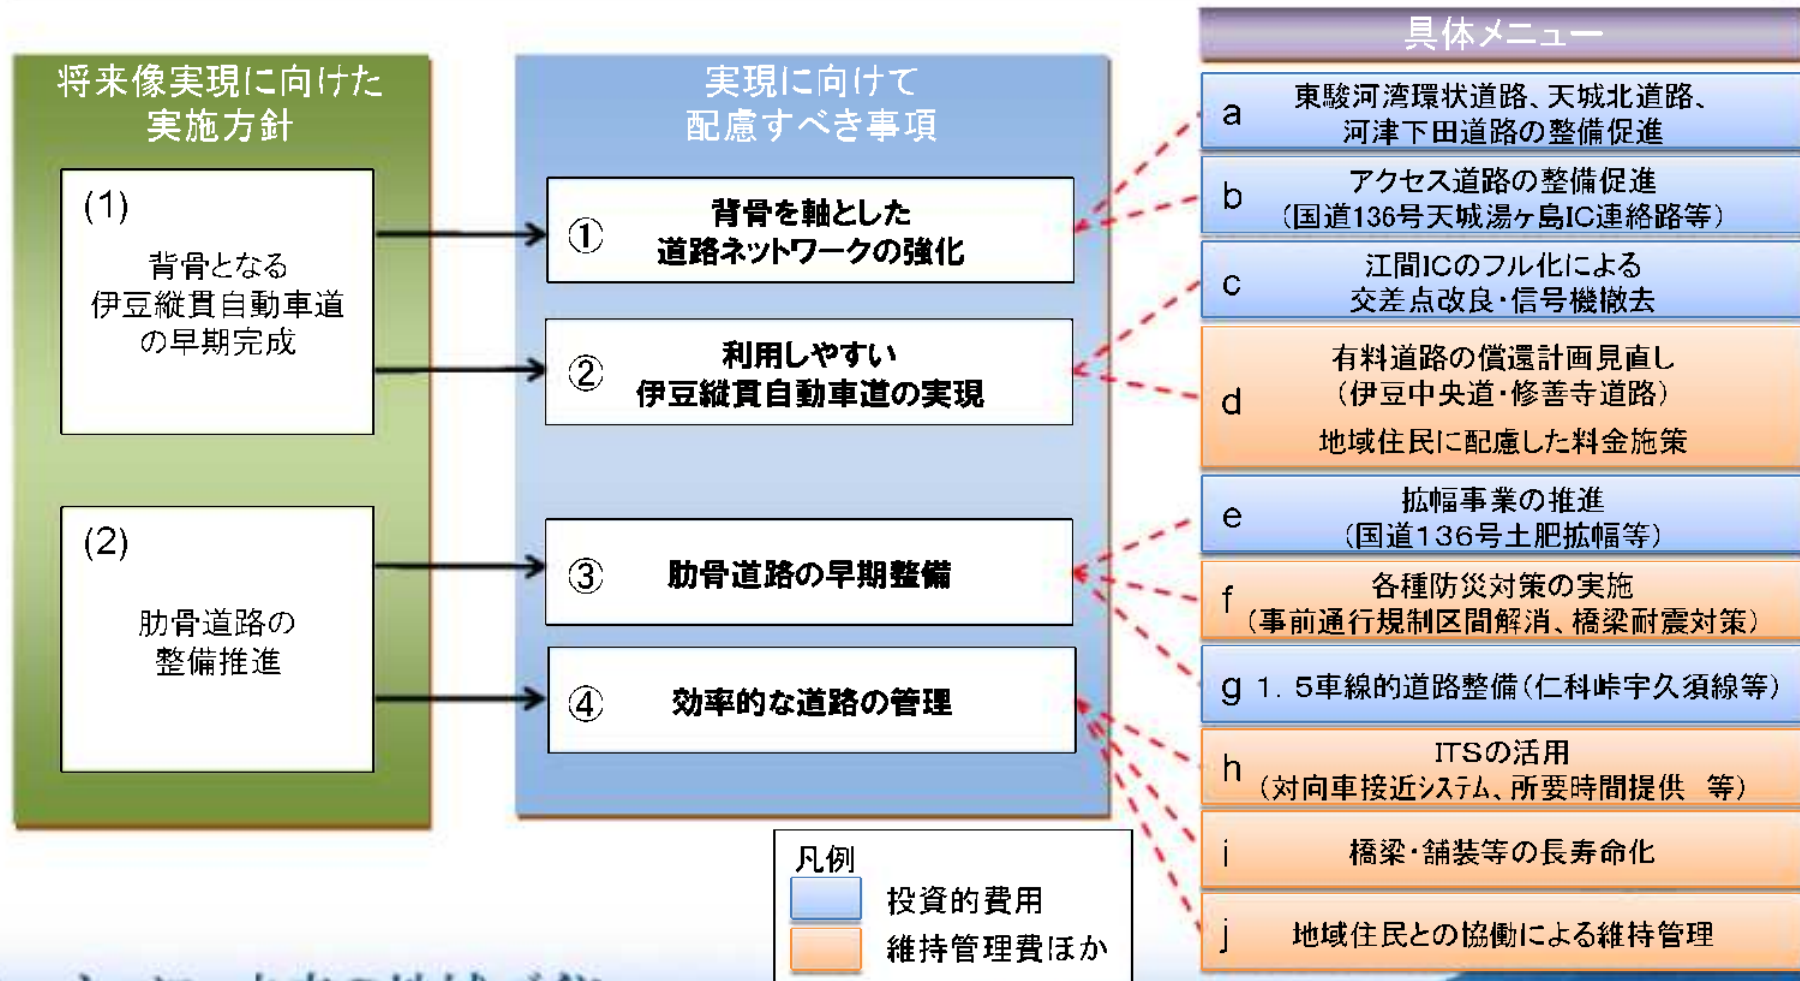 具体メニュー
将来像実現に向けた
実施方針
(1)
背骨となる
伊豆縦貫自動車道
の早期完成
(2)
肋骨道路の
整備推進
実現に向けて
配慮すべき事項
① 背骨を軸とした
道路ネットワークの強化
② 利用しやすい
伊豆縦貫自動車道の実現
③ 肋骨道路の早期整備
④ 効率的な道路の管理
a 東駿河湾環状道路、天城北道路、
河津下田道路の整備促進
b アクセス道路の整備促進
(国道136号天城湯ヶ島IC連絡路等)
c 江間ICのフル化による
交差点改良・信号機撤去
d 有料道路の償還計画見直し
(伊豆中央道・修善寺道路)
地域住民に配慮した料金施策
e 拡幅事業の推進
(国道136号土肥拡幅等)
f 各種防災対策の実施
(事前通行規制区間解消、橋梁耐震対策)
g 1.5車線的道路整備(仁科峠宇久須線等)
h ITSの活用
(対向車接近システム、所要時間提供 等)
i 橋梁・舗装等の長寿命化
j 地域住民との協働による維持管理
凡例
投資的費用
維持管理費ほか